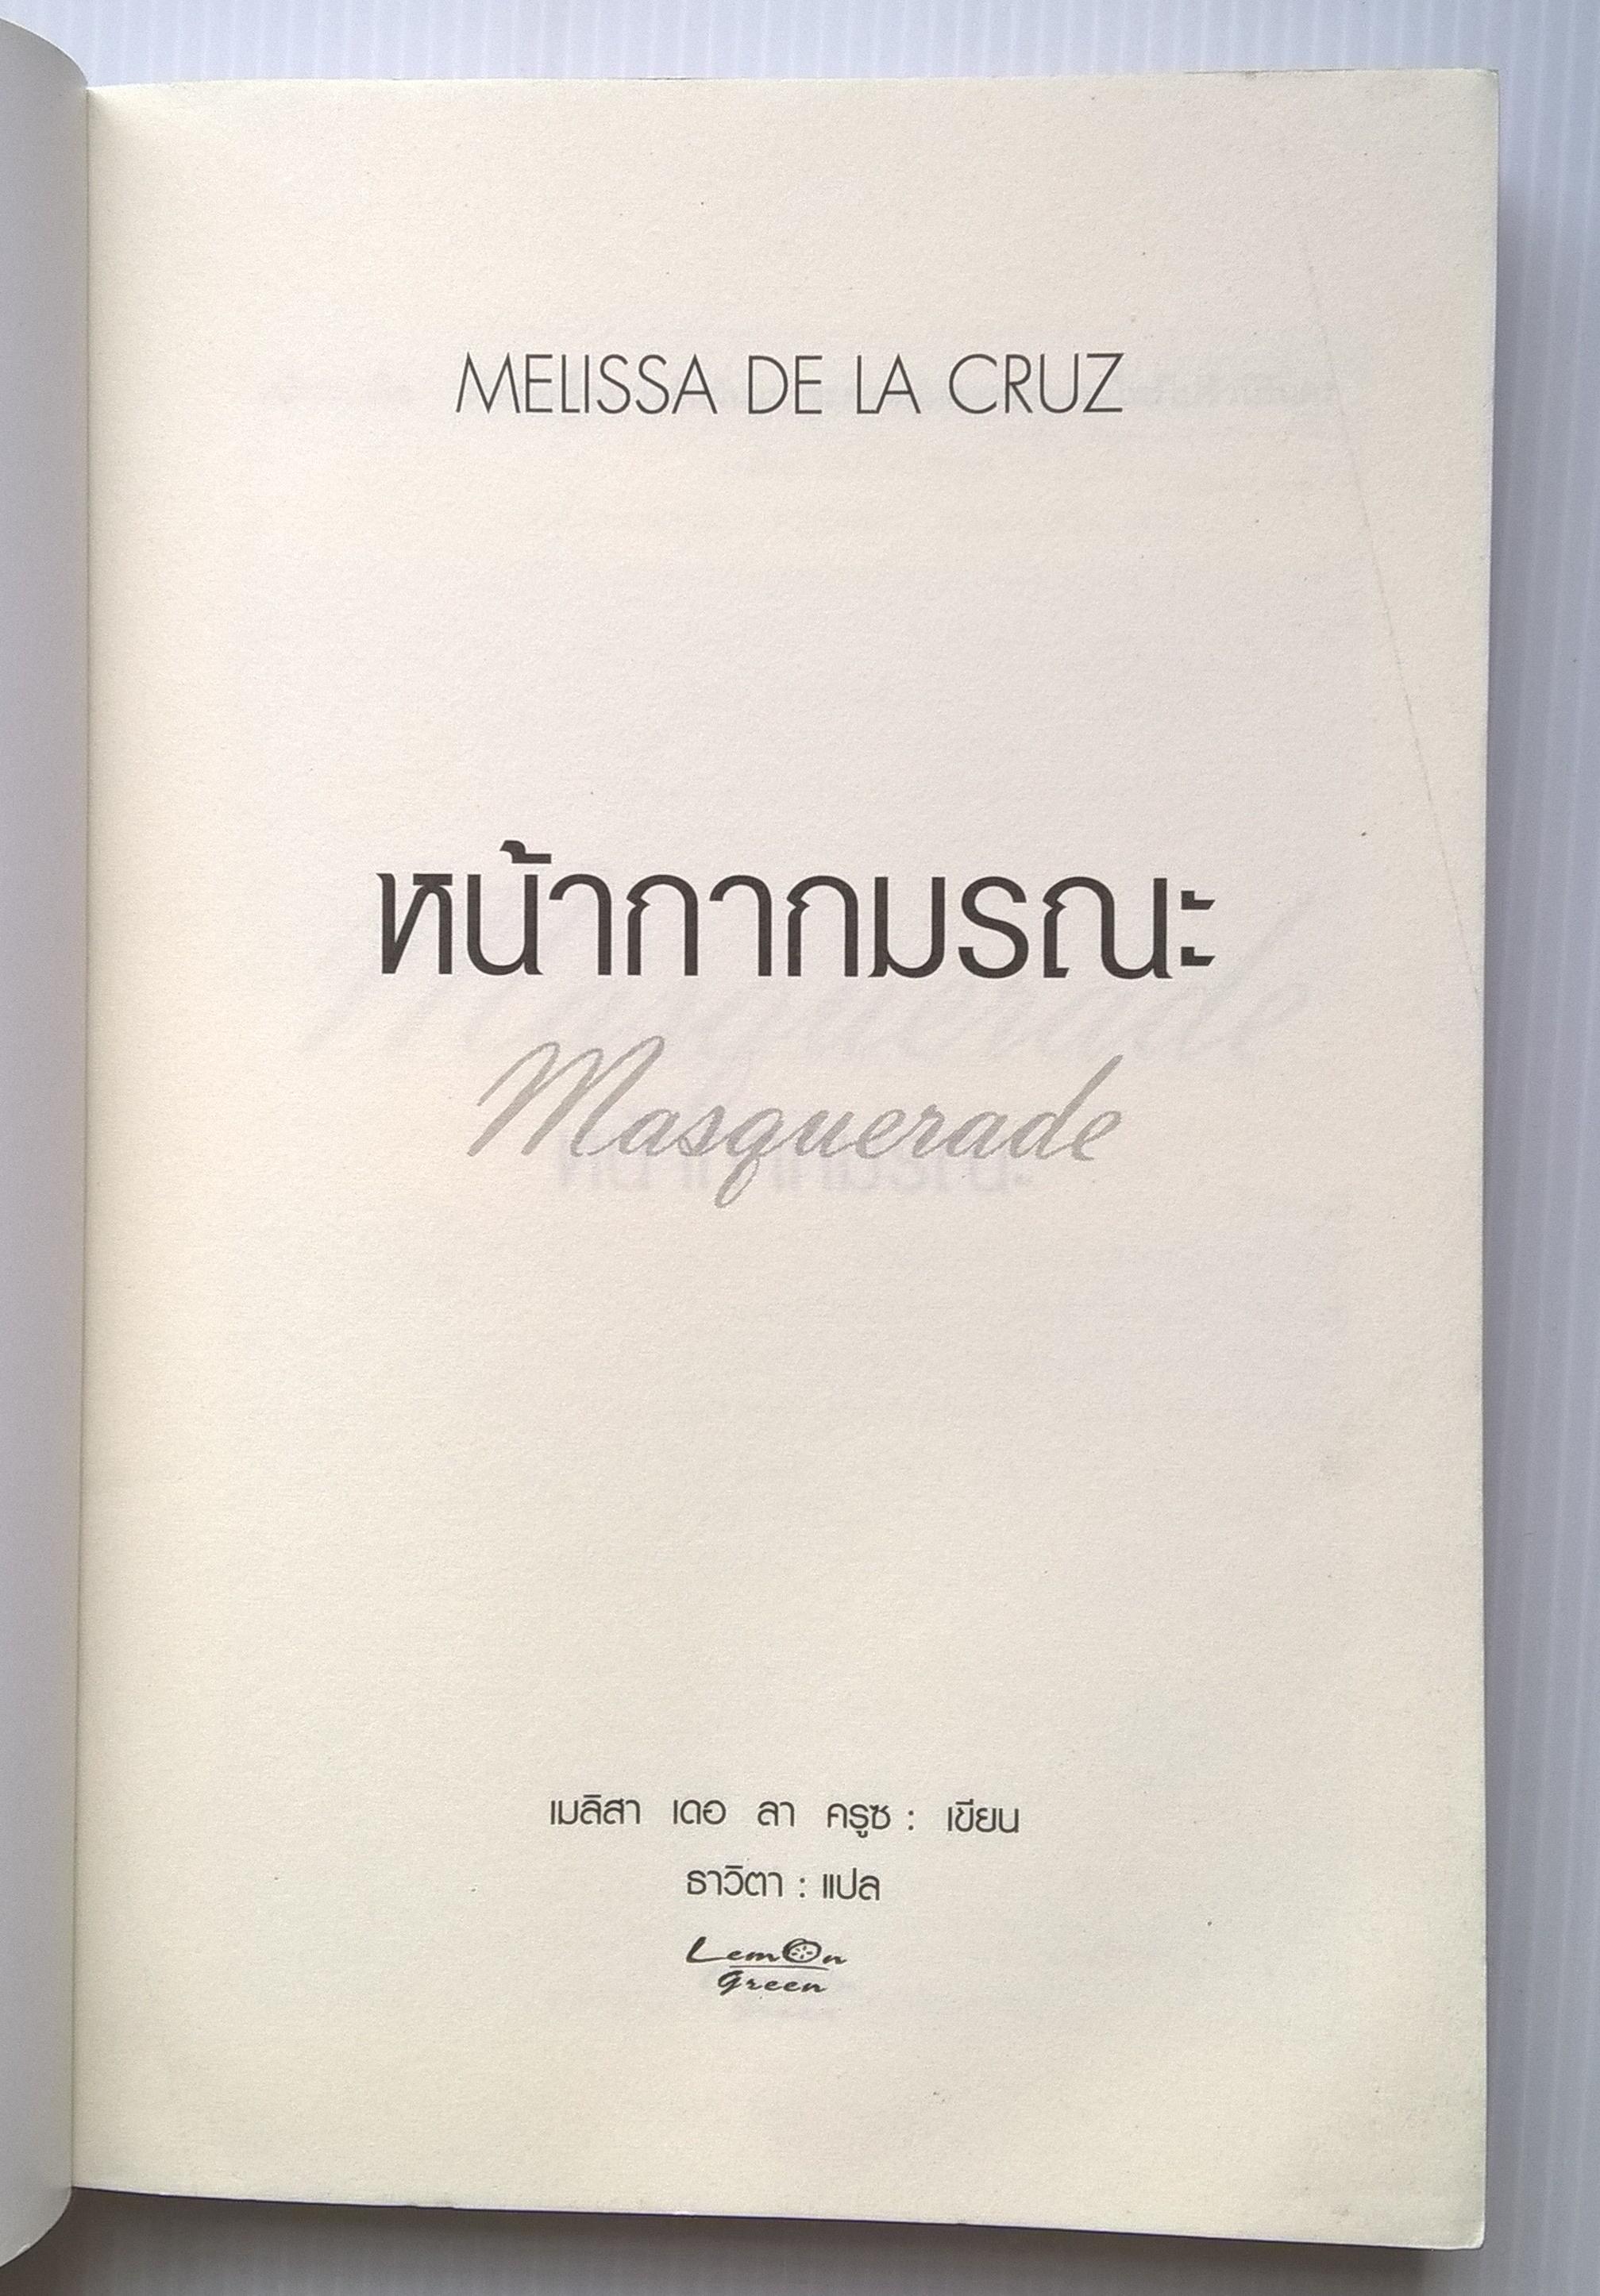 MELISSA DE LA CRUZ
หน้ากากมรณะ
Masquerade
เมลิสา เดอ ลา ครูซ : เขียน
ธาวิตา : แปล
Lemon
green